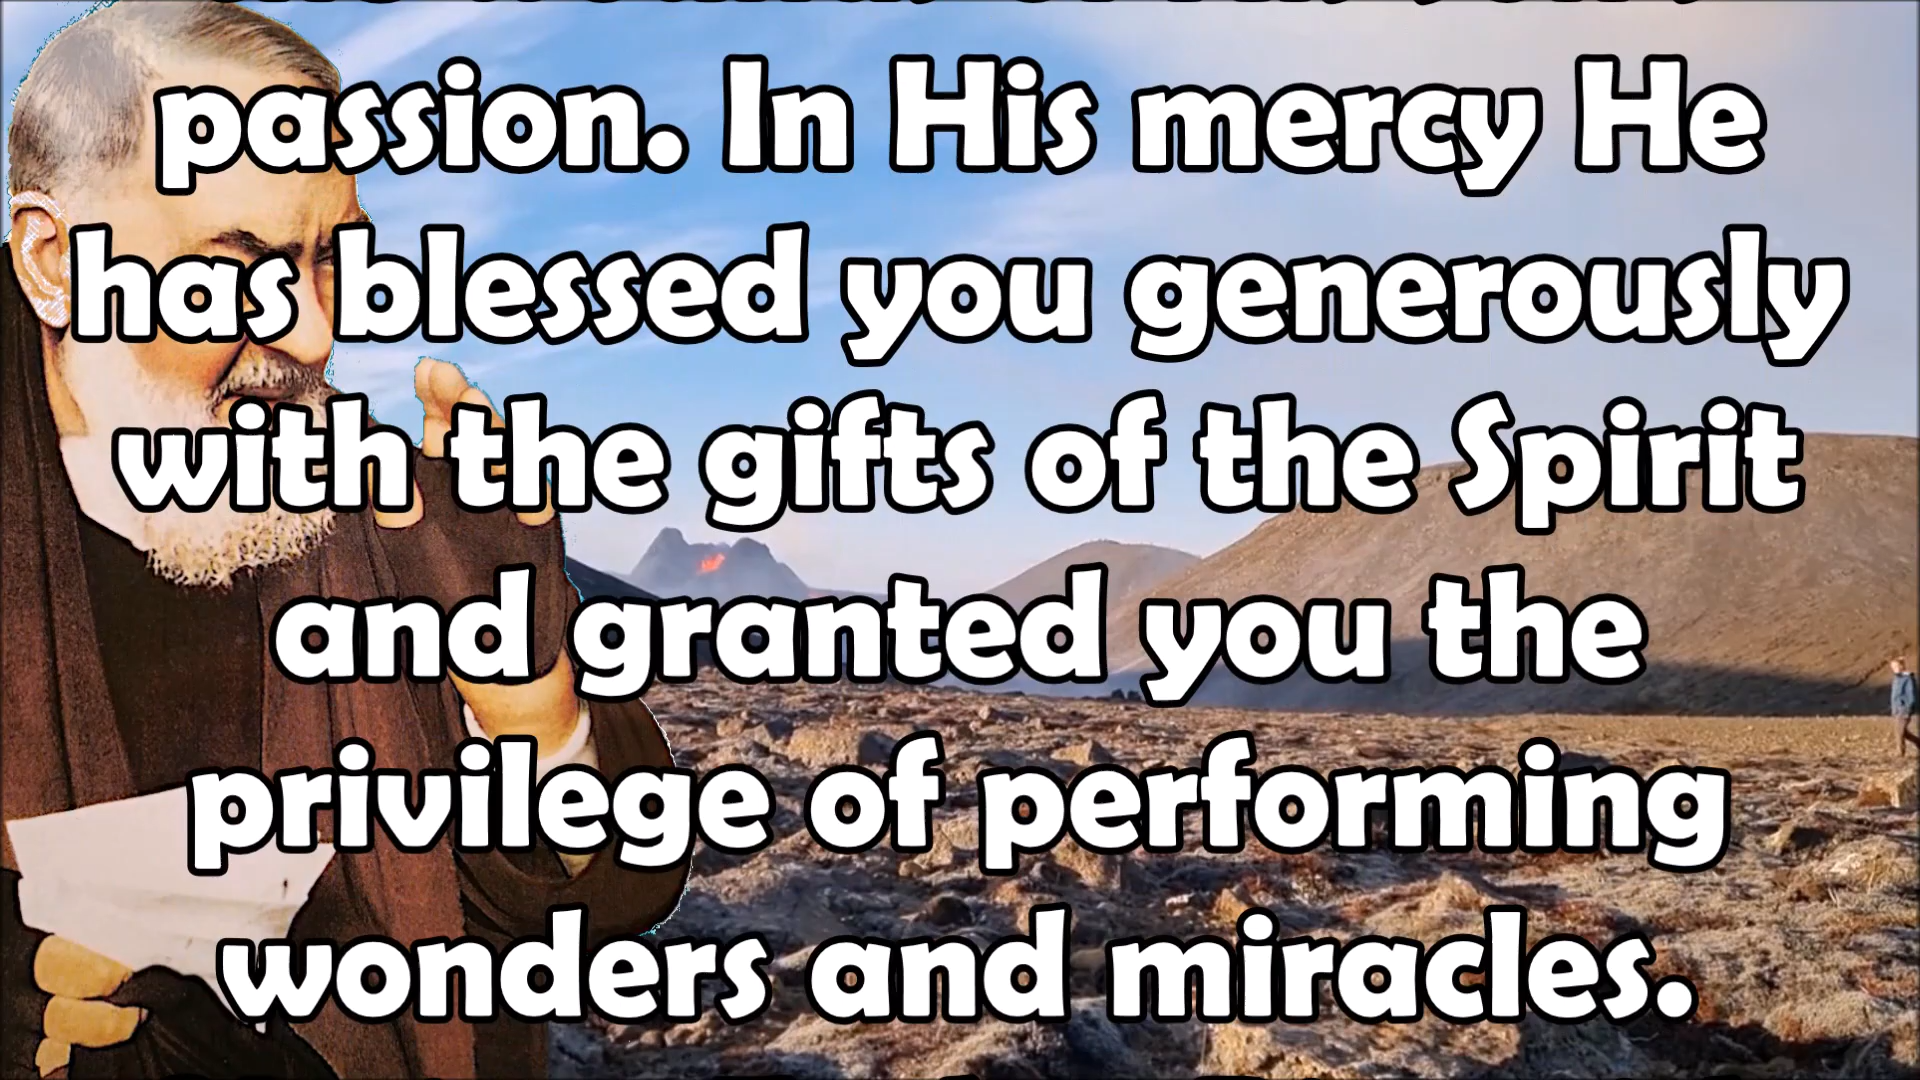 passion. In His mercy He
has blessed you generously
with the gifts of the Spirit
and granted you the
privilege of performing
wonders and miracles.